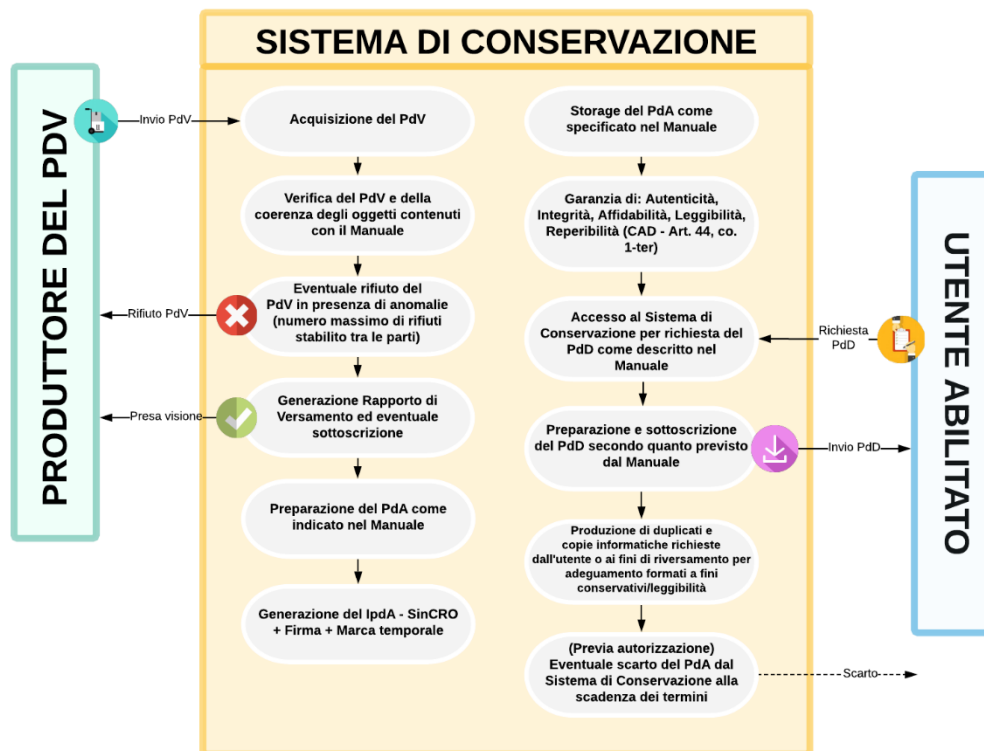 SISTEMA DI CONSERVAZIONE
PRODUTTORE DEL PDV
Invio PdV
Acquisizione del PdV
Verifica del PdV e della
coerenza degli oggetti contenuti
con il Manuale
Eventuale rifiuto del
PdV in presenza di anomalie
(numero massimo di rifiuti
stabilito tra le parti)
Rifiuto PdV
Generazione Rapporto di
Versamento ed eventuale
sottoscrizione
Presa visione
Preparazione del PdA come
indicato nel Manuale
Generazione del IpdA - SinCRO
+ Firma + Marca temporale
Storage del PdA come
specificato nel Manuale
Garanzia di: Autenticità,
Integrità, Affidabilità, Leggibilità,
Reperibilità (CAD - Art. 44, co.
1-ter)
Accesso al Sistema di
Conservazione per richiesta del
PdD come descritto nel
Manuale
Richiesta
PdD
Preparazione e sottoscrizione
del PdD secondo quanto previsto
dal Manuale
Invio PdD
Produzione di duplicati e
copie informatiche richieste
dall'utente o ai fini di riversamento per
adeguamento formati a fini
conservativi/leggibilità
(Previa autorizzazione)
Eventuale scarto del PdA dal
Sistema di Conservazione alla
scadenza dei termini
Scarto
UTENTE ABILITATO